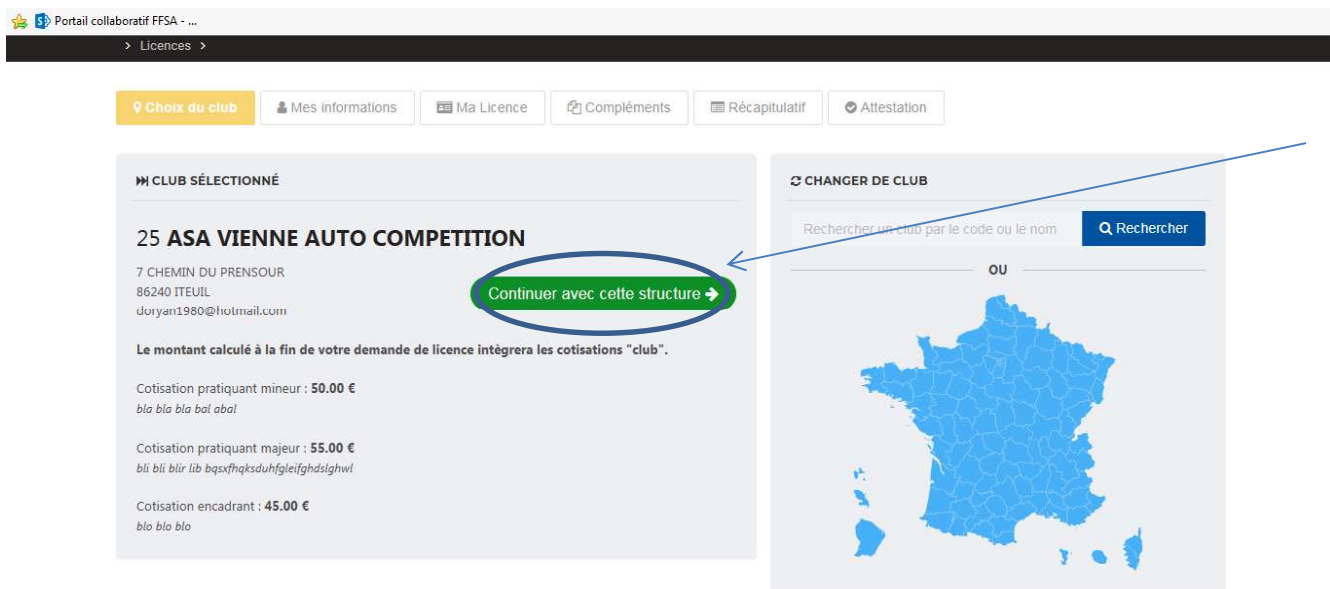 Portail collaboratif FFSA - ...
> Licences >
Choix du club
Mes informations
Ma Licence
Compléments
Récapitulatif
Attestation
CLUB SÉLECTIONNÉ
25 ASA VIENNE AUTO COMPETITION
7 CHEMIN DU PRENSOUR
86240 ITEUIL
doryan1980@hotmail.com
Continuer avec cette structure
Le montant calculé à la fin de votre demande de licence intègrera les cotisations "club".
Cotisation pratiquant mineur : 50.00 €
bla bla bla bal abal
Cotisation pratiquant majeur : 55.00 €
bli bli blir lib bqsxfhqksduhfgleifghdslghwl
Cotisation encadrant : 45.00 €
blo blo blo
CHANGER DE CLUB
Rechercher un club par le code ou le nom
Rechercher
OU